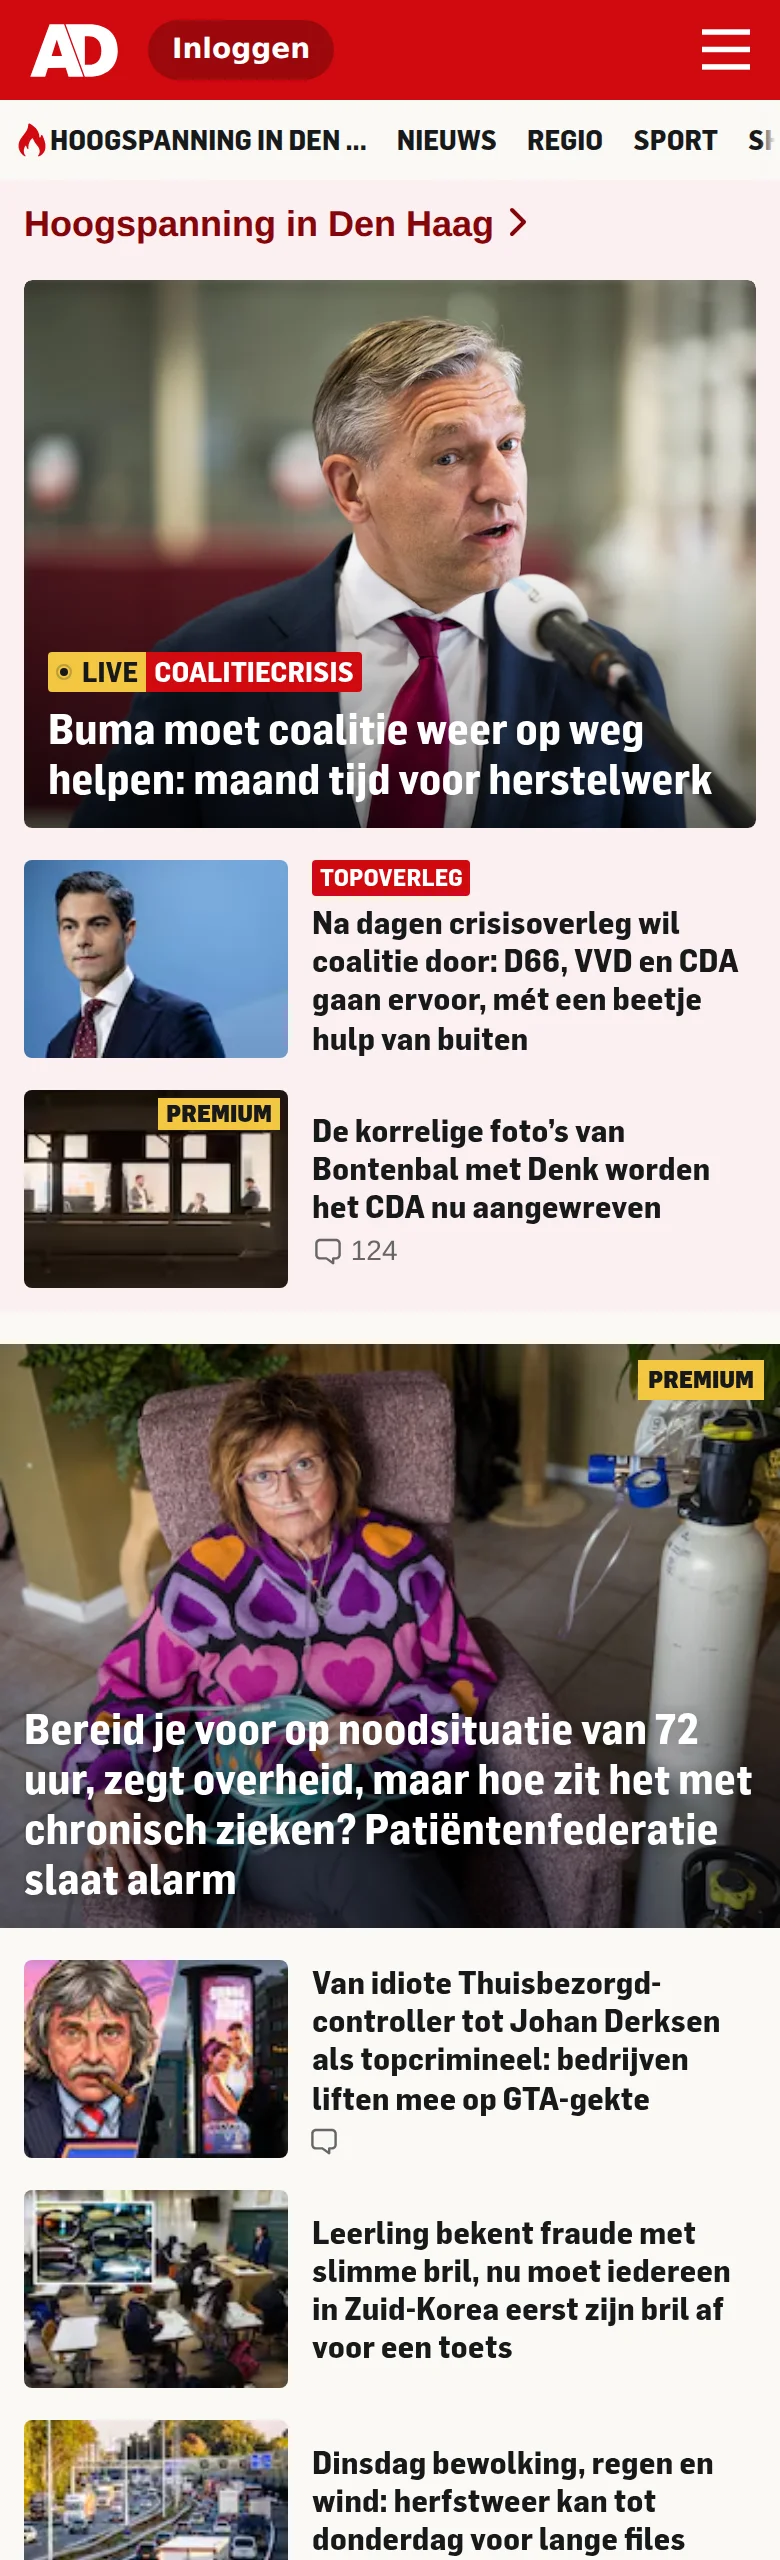 AD
Inloggen
HOOGSPANNING IN DEN ...
NIEUWS
REGIO
SPORT
Hoogspanning in Den Haag
LIVE COALITIECRISIS
Buma moet coalitie weer op weg
helpen: maand tijd voor herstelwerk
TOPOVERLEG
Na dagen crisisoverleg wil
coalitie door: D66, VVD en CDA
gaan ervoor, mét een beetje
hulp van buiten
PREMIUM
De korrelige foto’s van
Bontenbal met Denk worden
het CDA nu aangewreven
124
PREMIUM
Bereid je voor op noodsituatie van 72
uur, zegt overheid, maar hoe zit het met
chronisch zieken? Patiëntenfederatie
slaat alarm
Van idiote Thuisbezorgd-
controller tot Johan Derksen
als topcrimineel: bedrijven
liften mee op GTA-gekte
Leerling bekent fraude met
slimme bril, nu moet iedereen
in Zuid-Korea eerst zijn bril af
voor een toets
Dinsdag bewolking, regen en
wind: herfstweer kan tot
donderdag voor lange files